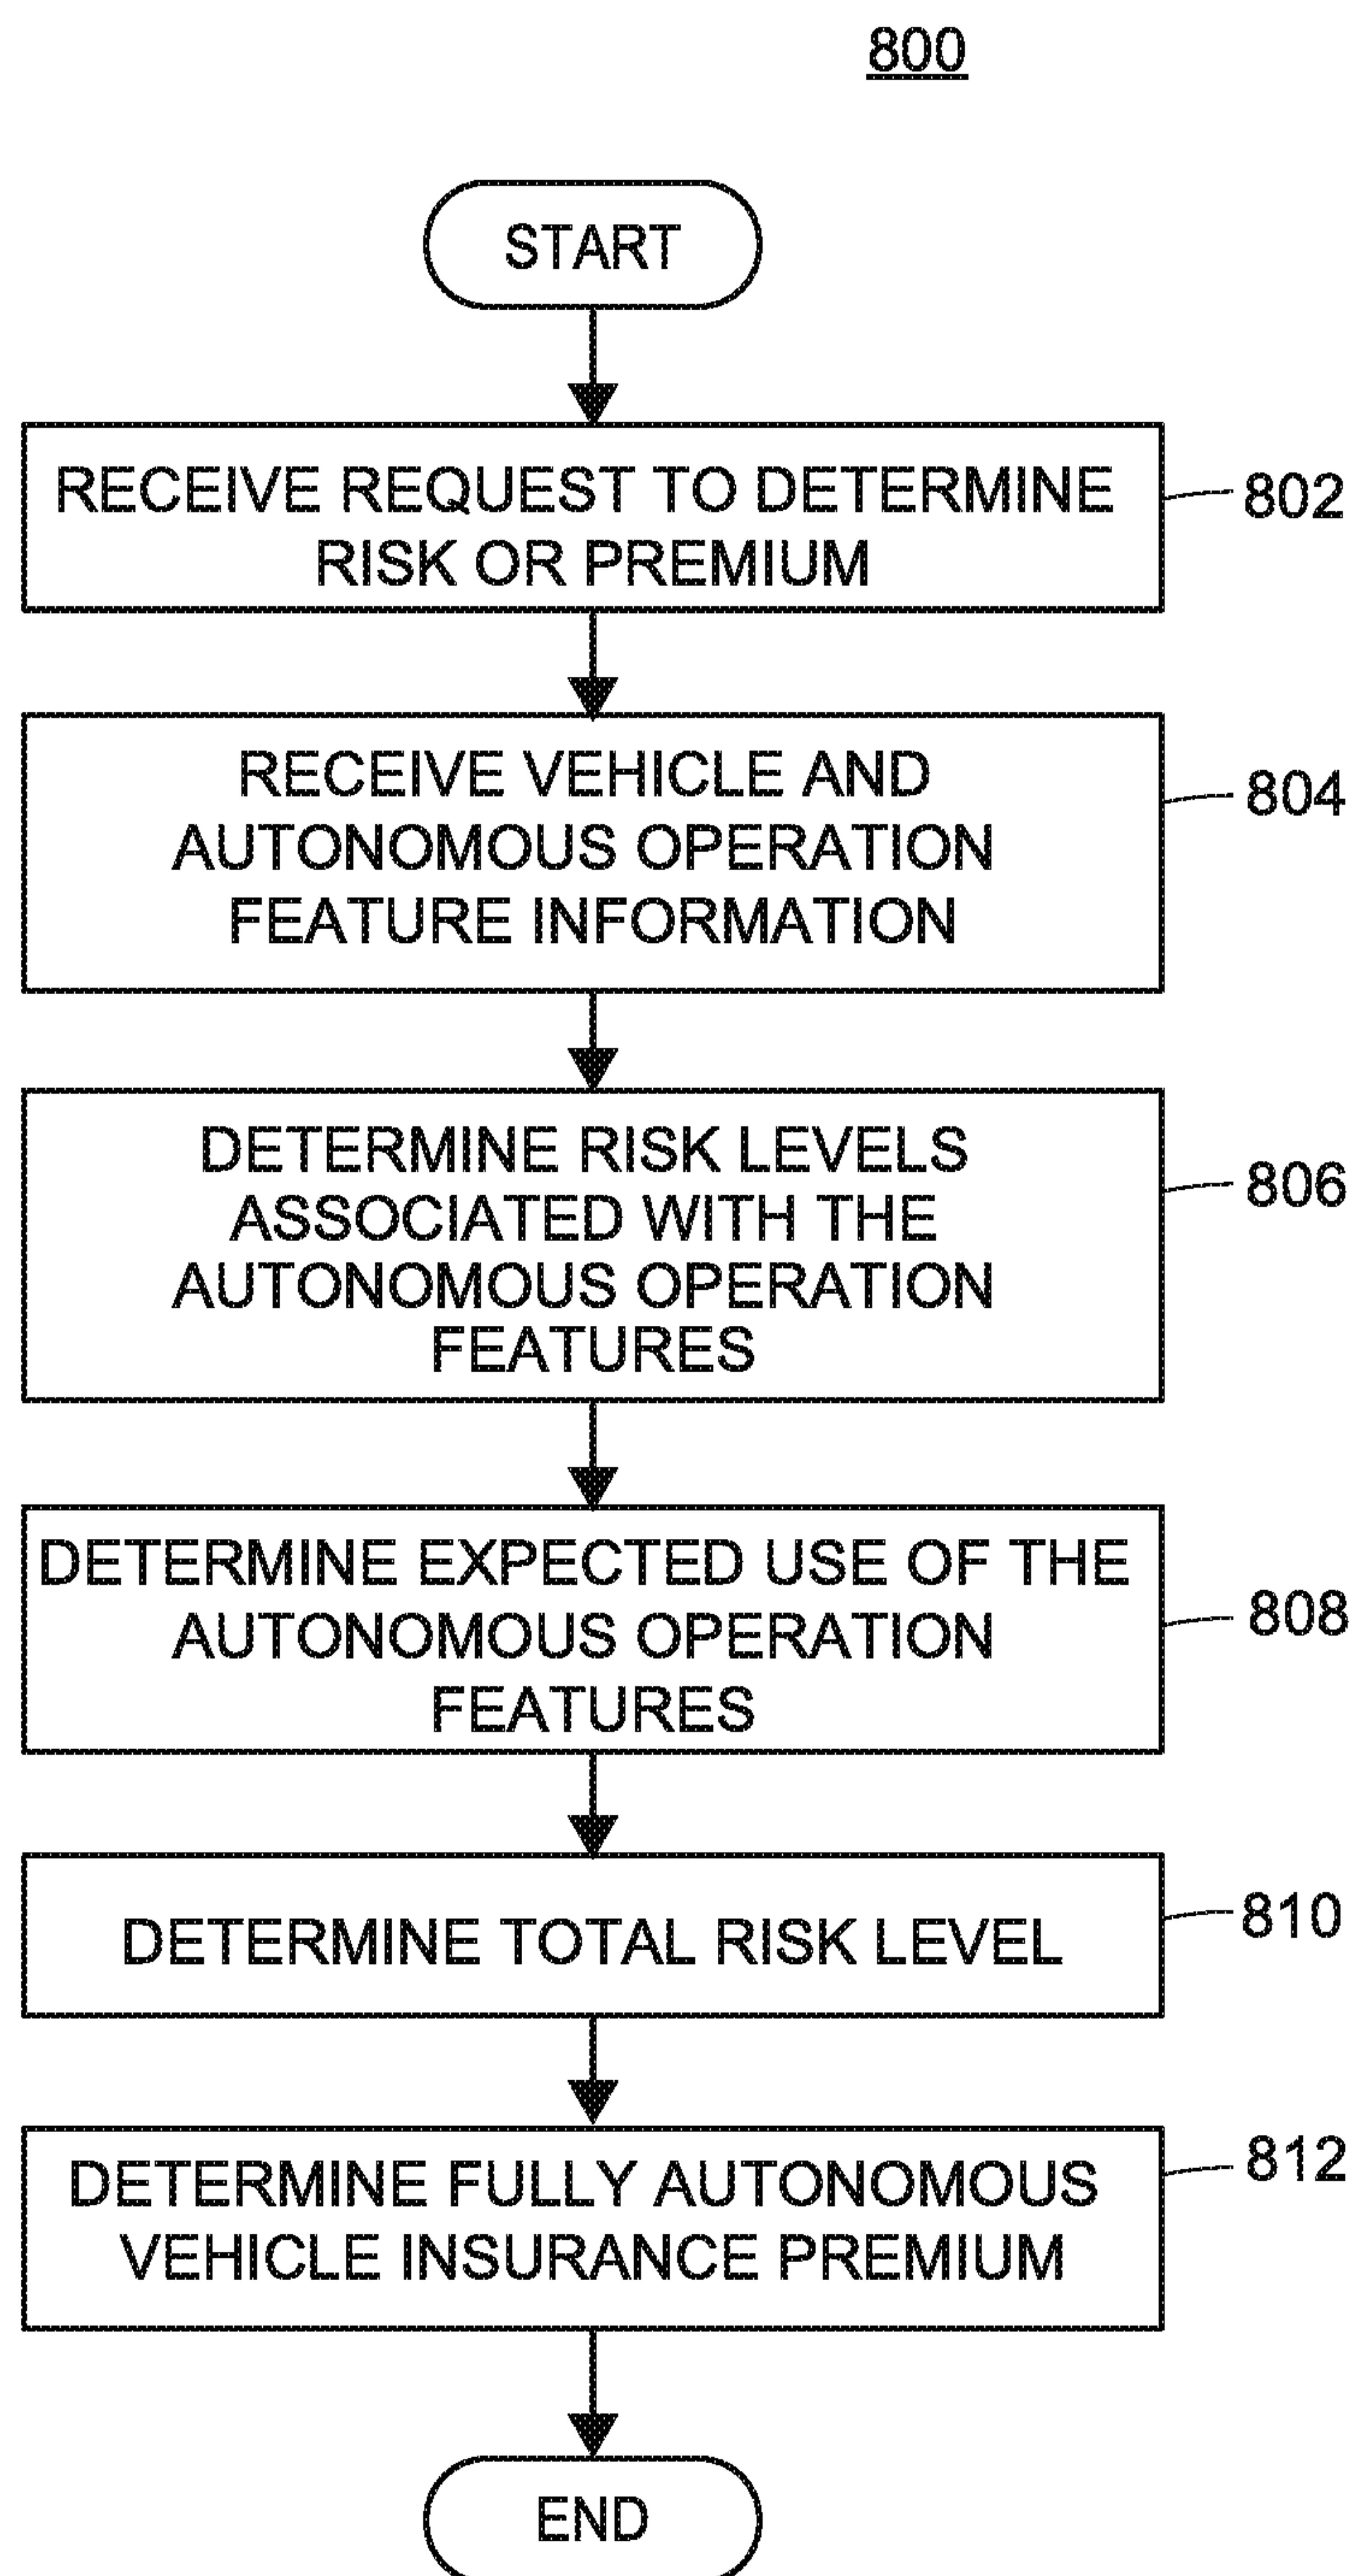 800
START
RECEIVE REQUEST TO DETERMINE
RISK OR PREMIUM
802
RECEIVE VEHICLE AND
AUTONOMOUS OPERATION
FEATURE INFORMATION
804
DETERMINE RISK LEVELS
ASSOCIATED WITH THE
AUTONOMOUS OPERATION
FEATURES
806
DETERMINE EXPECTED USE OF THE
AUTONOMOUS OPERATION
FEATURES
808
DETERMINE TOTAL RISK LEVEL
810
DETERMINE FULLY AUTONOMOUS
VEHICLE INSURANCE PREMIUM
812
END